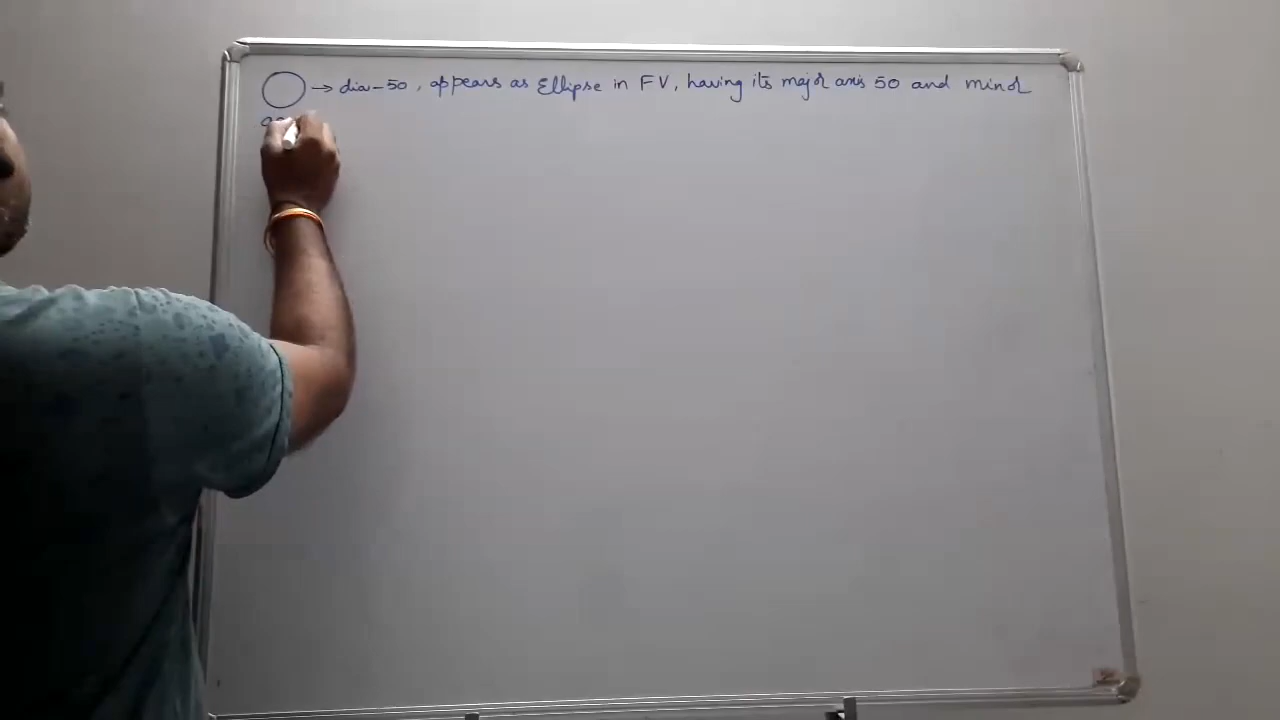 → dia-50, appears as Ellipse in FV, having its major axis 50 and minor